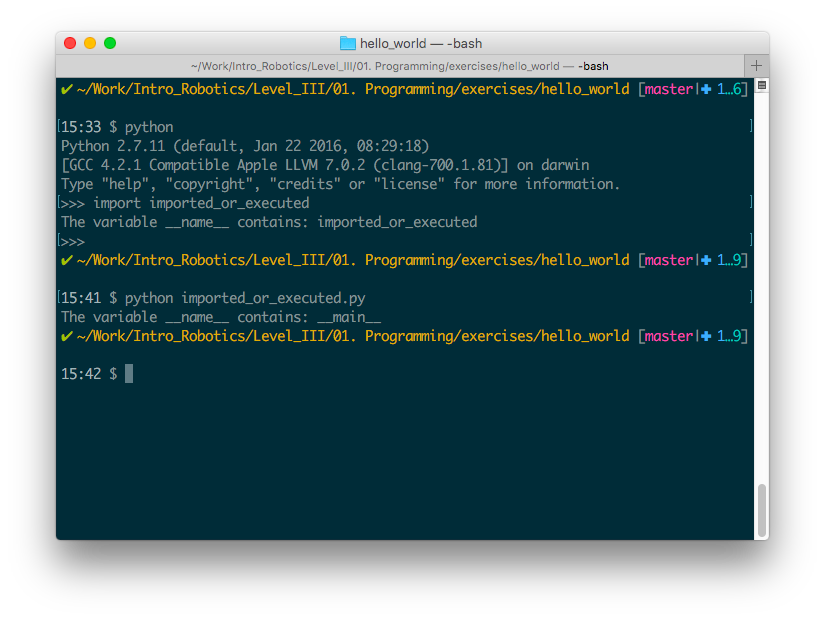 hello_world — -bash
~/Work/Intro_Robotics/Level_III/01. Programming/exercises/hello_world — -bash
✔ ~/Work/Intro_Robotics/Level_III/01. Programming/exercises/hello_world [master|✚ 1…6]
[15:33 $ python ]
Python 2.7.11 (default, Jan 22 2016, 08:29:18)
[GCC 4.2.1 Compatible Apple LLVM 7.0.2 (clang-700.1.81)] on darwin
Type "help", "copyright", "credits" or "license" for more information.
[>>> import imported_or_executed ]
The variable __name__ contains: imported_or_executed
[>>> ]
✔ ~/Work/Intro_Robotics/Level_III/01. Programming/exercises/hello_world [master|✚ 1…9]
[15:41 $ python imported_or_executed.py ]
The variable __name__ contains: __main__
✔ ~/Work/Intro_Robotics/Level_III/01. Programming/exercises/hello_world [master|✚ 1…9]
15:42 $